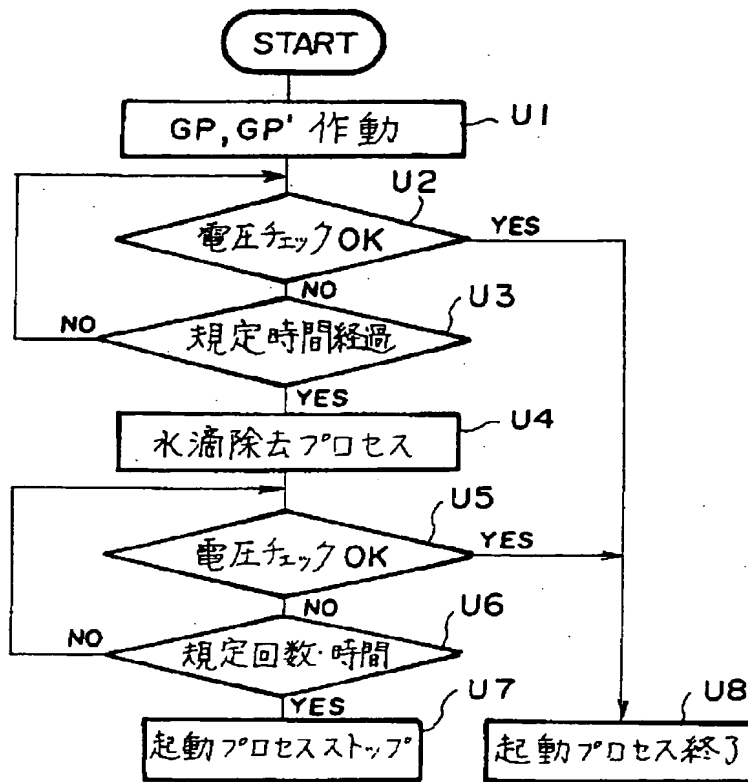 START
GP, GP' 作動
U1
U2
電圧チェックOK
YES
NO
U3
NO
規定時間経過
YES
U4
水滴除去プロセス
U5
電圧チェックOK
YES
NO
U6
NO
規定回数・時間
YES
U7
U8
起動プロセスストップ
起動プロセス終了